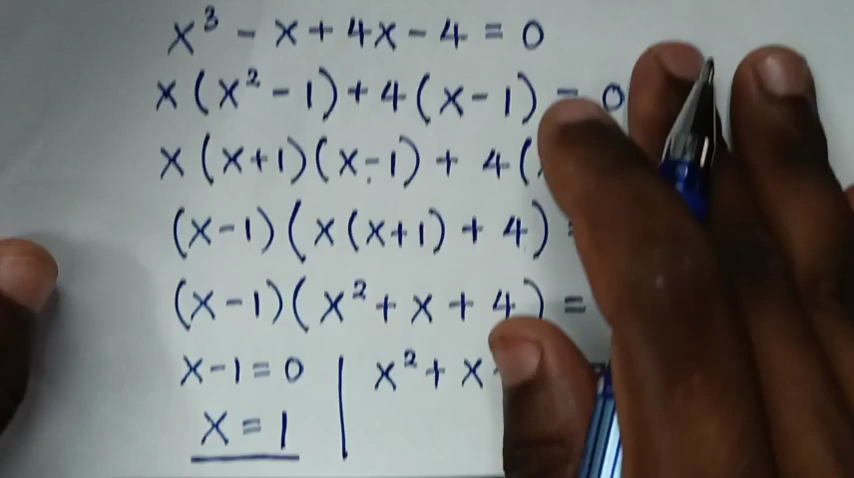 x³ - x + 4x - 4 = 0
x(x² - 1) + 4(x - 1) = 0
x(x+1)(x-1) + 4(
(x-1)(x(x+1) + 4) =
(x-1)(x² + x + 4) =
x-1 = 0 | x² + x
x = 1